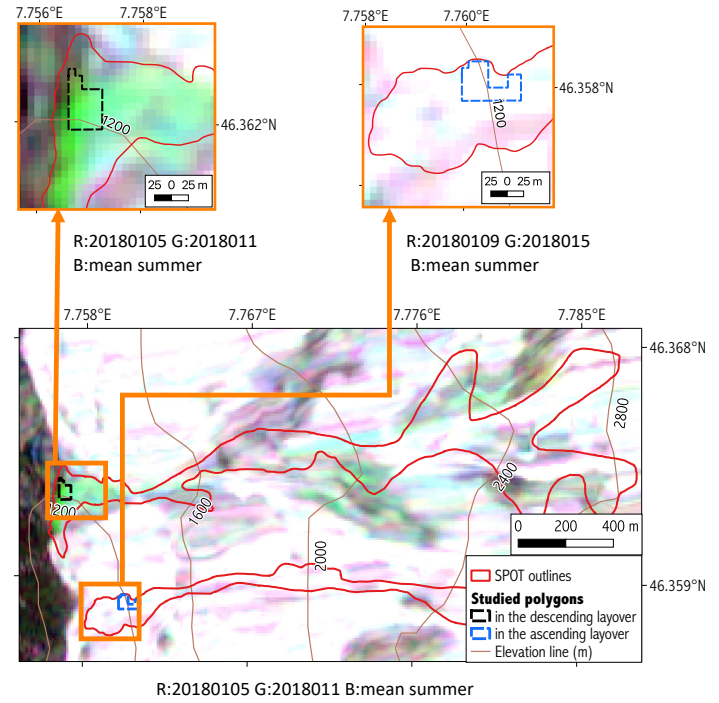 7.756°E 7.758°E
46.362°N
1200
25 0 25 m
R:20180105 G:2018011
B:mean summer
7.758°E 7.760°E
46.358°N
1200
25 0 25 m
R:20180109 G:2018015
B:mean summer
7.758°E 7.767°E 7.776°E 7.785°E
46.368°N
2800
2400
1200
1600
2000
0 200 400 m
46.359°N
SPOT outlines
Studied polygons
in the descending layover
in the ascending layover
Elevation line (m)
R:20180105 G:2018011 B:mean summer